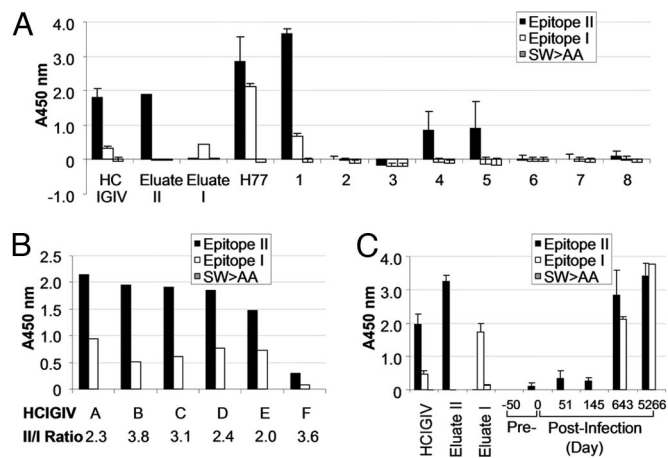 A
Epitope II
Epitope I
SW>AA
A450 nm
4.0
3.0
2.0
1.0
0
-1.0
HC IGIV
Eluate II
Eluate I
H77
1
2
3
4
5
6
7
8
B
Epitope II
Epitope I
SW>AA
A450 nm
2.5
2.0
1.5
1.0
0.5
0.0
HCIGIV A B C D E F
II/I Ratio 2.3 3.8 3.1 2.4 2.0 3.6
C
Epitope II
Epitope I
SW>AA
A450 nm
4.0
3.0
2.0
1.0
0.0
HCIGIV
Eluate II
Eluate I
-50 0 51 145 643 5266
Pre- Post-Infection
(Day)